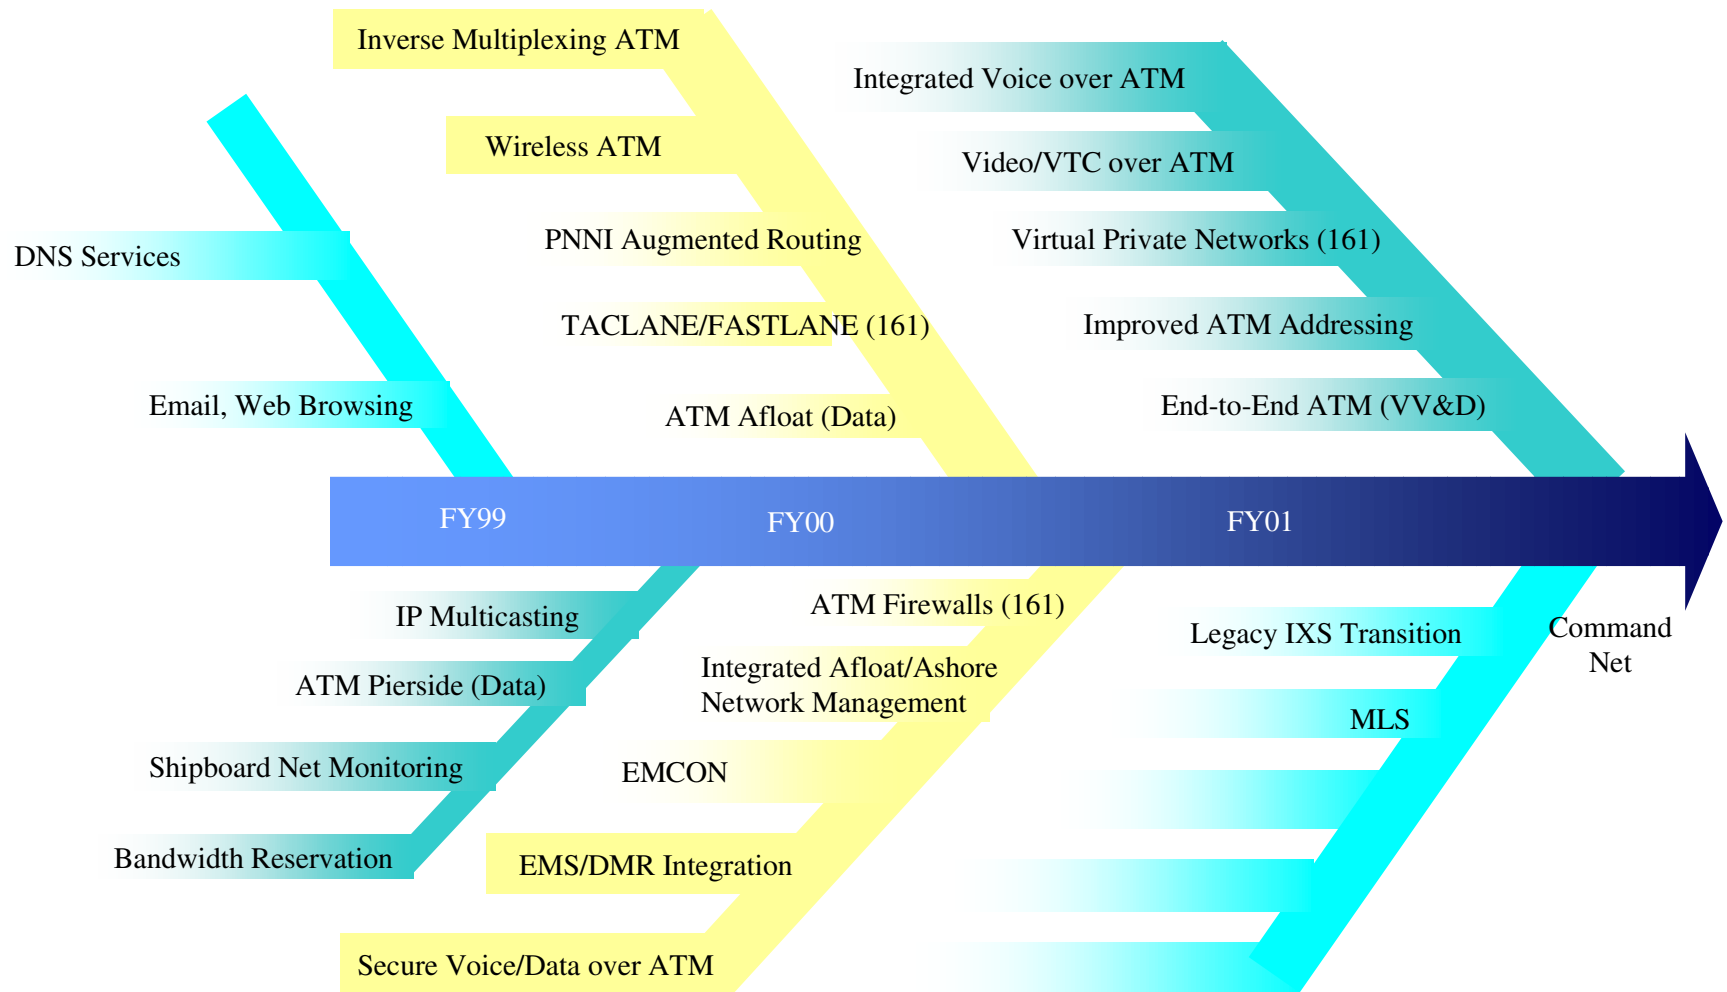 Inverse Multiplexing ATM
Wireless ATM
PNNI Augmented Routing
TACLANE/FASTLANE (161)
ATM Afloat (Data)
Integrated Voice over ATM
Video/VTC over ATM
Virtual Private Networks (161)
Improved ATM Addressing
End-to-End ATM (VV&D)
DNS Services
Email, Web Browsing
FY99
FY00
FY01
IP Multicasting
ATM Pierside (Data)
Shipboard Net Monitoring
Bandwidth Reservation
ATM Firewalls (161)
Integrated Afloat/Ashore
Network Management
EMCON
EMS/DMR Integration
Secure Voice/Data over ATM
Legacy IXS Transition
MLS
Command
Net